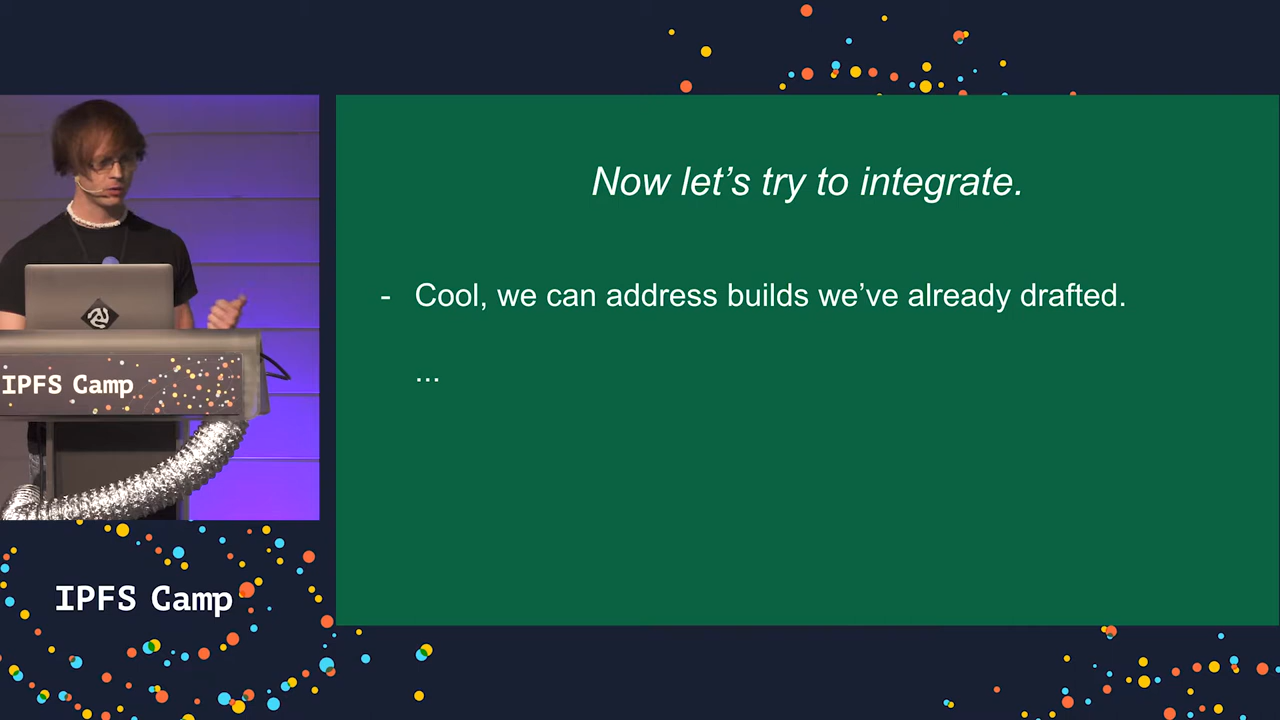 Now let's try to integrate.
- Cool, we can address builds we've already drafted.
...
IPFS Camp
IPFS Camp